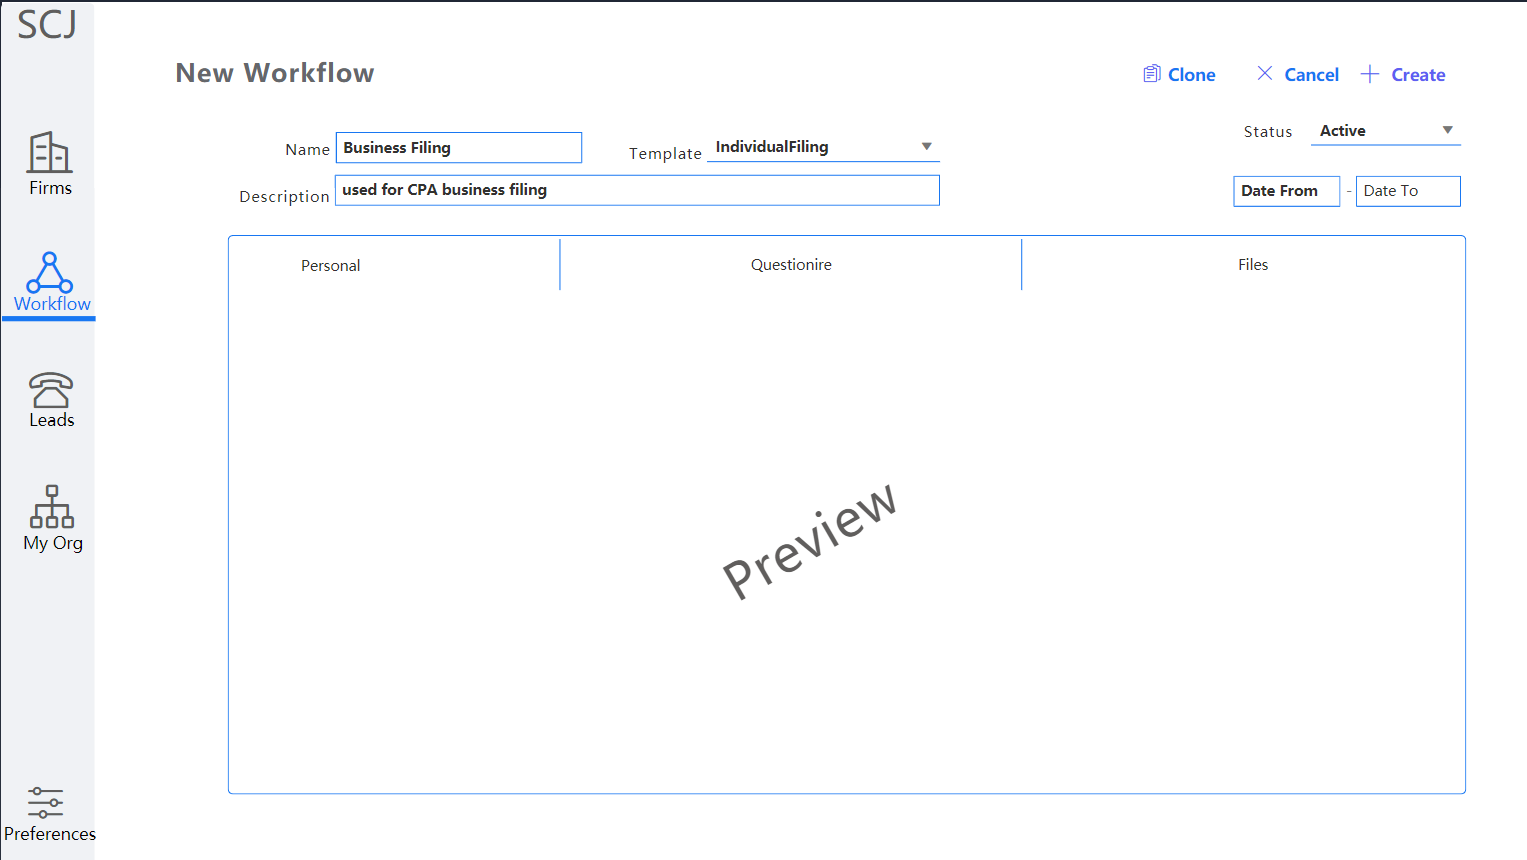 SCJ
New Workflow
Clone
Cancel
Create
Firms
Name
Business Filing
Template
IndividualFiling
Status
Active
Description
used for CPA business filing
Date From
-
Date To
Workflow
Personal
Questionire
Files
Leads
My Org
Preview
Preferences